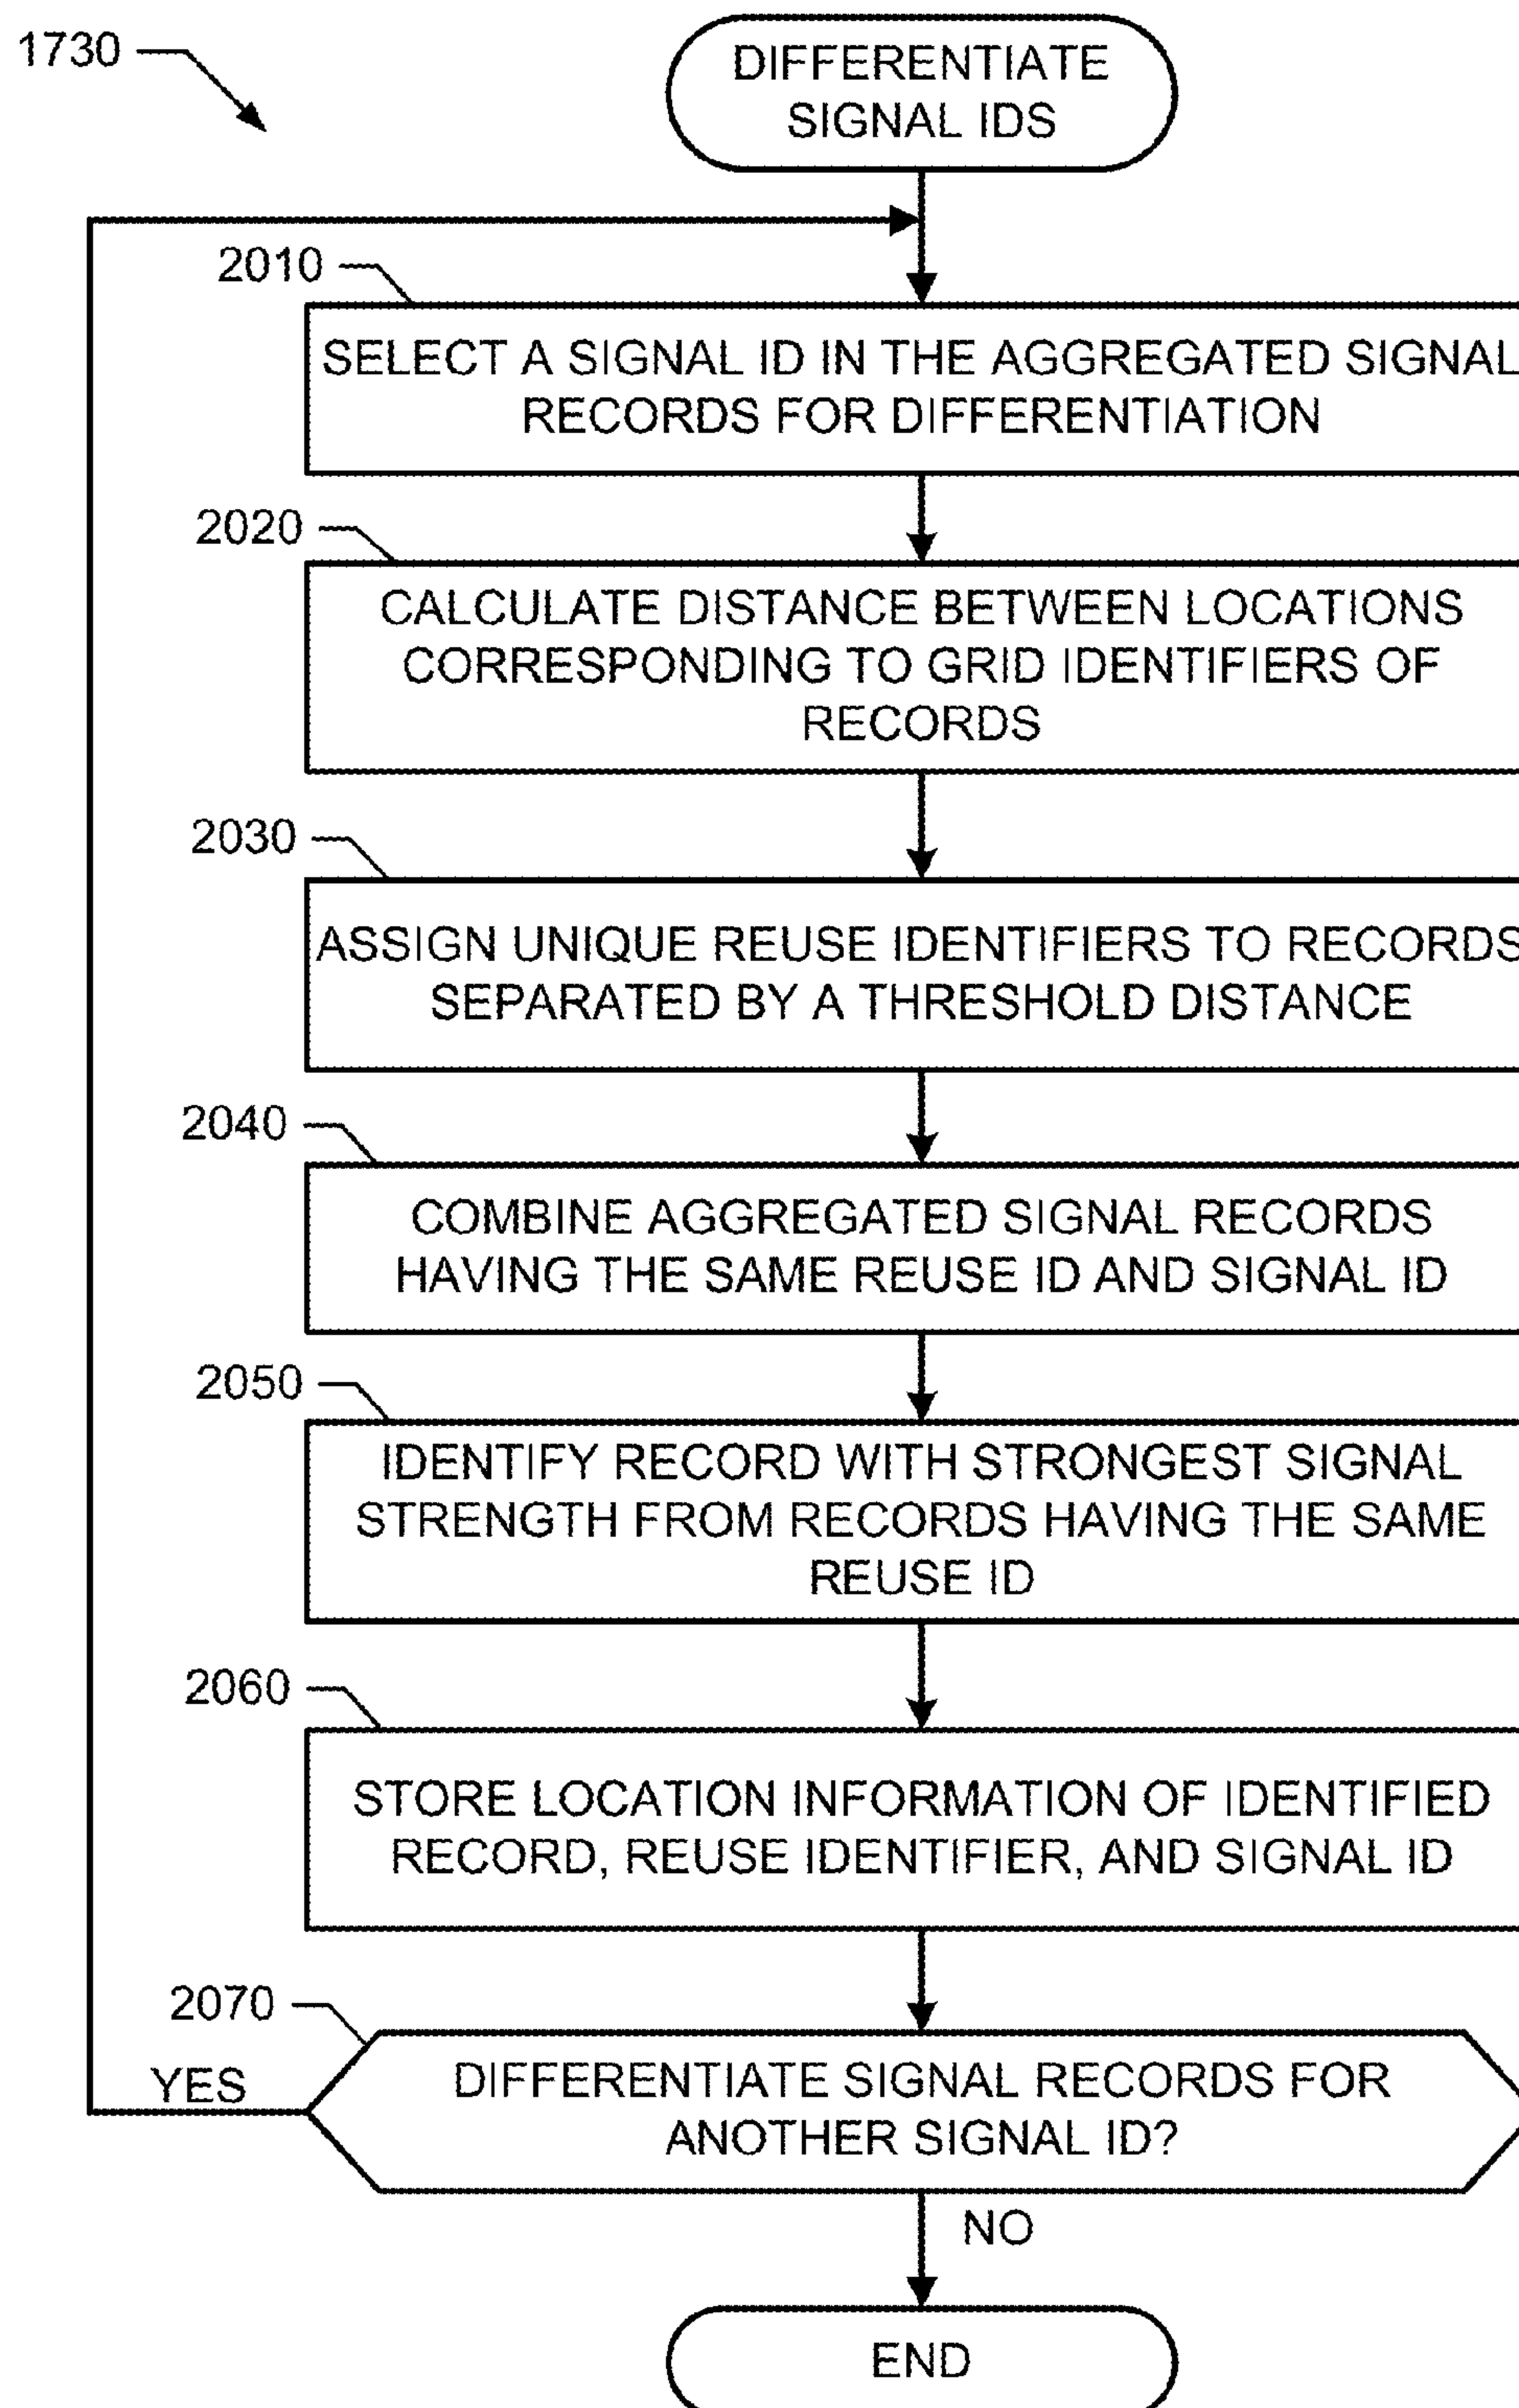 1730
DIFFERENTIATE
SIGNAL IDS
2010
SELECT A SIGNAL ID IN THE AGGREGATED SIGNAL
RECORDS FOR DIFFERENTIATION
2020
CALCULATE DISTANCE BETWEEN LOCATIONS
CORRESPONDING TO GRID IDENTIFIERS OF
RECORDS
2030
ASSIGN UNIQUE REUSE IDENTIFIERS TO RECORDS
SEPARATED BY A THRESHOLD DISTANCE
2040
COMBINE AGGREGATED SIGNAL RECORDS
HAVING THE SAME REUSE ID AND SIGNAL ID
2050
IDENTIFY RECORD WITH STRONGEST SIGNAL
STRENGTH FROM RECORDS HAVING THE SAME
REUSE ID
2060
STORE LOCATION INFORMATION OF IDENTIFIED
RECORD, REUSE IDENTIFIER, AND SIGNAL ID
2070
YES
DIFFERENTIATE SIGNAL RECORDS FOR
ANOTHER SIGNAL ID?
NO
END